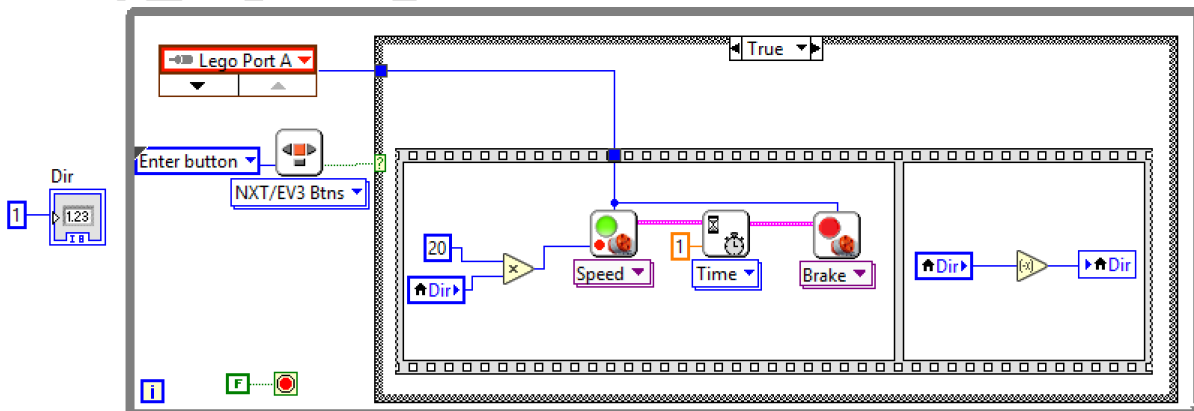 True
Lego Port A
Enter button
NXT/EV3 Btns
?
Dir
1
1.23
I 8
20
×
Dir
Speed
1
Time
Brake
Dir
(-x)
Dir
F
i